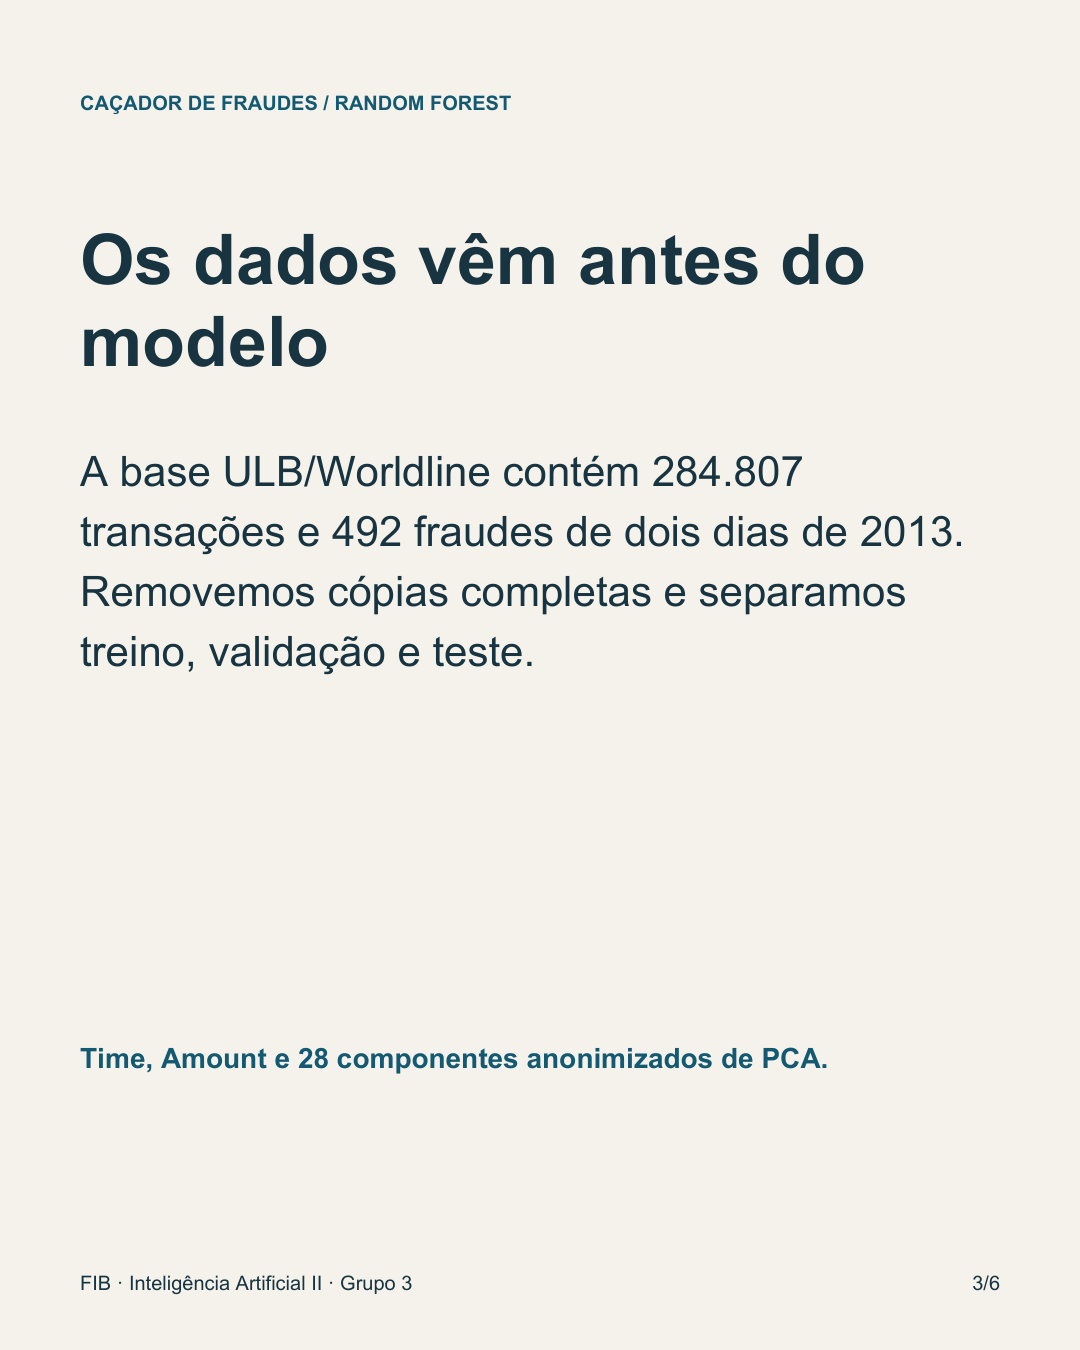 CAÇADOR DE FRAUDES / RANDOM FOREST
Os dados vêm antes do
modelo
A base ULB/Worldline contém 284.807
transações e 492 fraudes de dois dias de 2013.
Removemos cópias completas e separamos
treino, validação e teste.
Time, Amount e 28 componentes anonimizados de PCA.
FIB · Inteligência Artificial II · Grupo 3
3/6